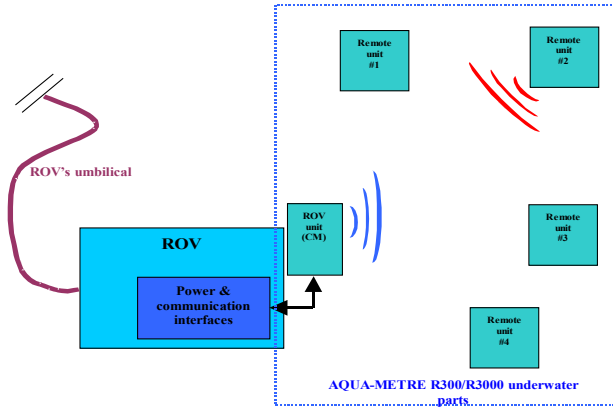 Remote
unit
#1
Remote
unit
#2
ROV's umbilical
ROV
unit
(CM)
ROV
Remote
unit
#3
Power &
communication
interfaces
Remote
unit
#4
AQUA-METRE R300/R3000 underwater
parts